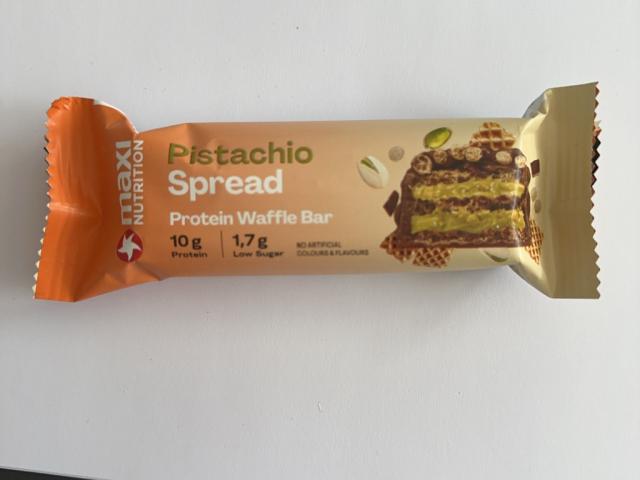 maxi
NUTRITION
Pistachio
Spread
Protein Waffle Bar
10 g
Protein
1,7 g
Low Sugar
NO ARTIFICIAL
COLOURS & FLAVOURS